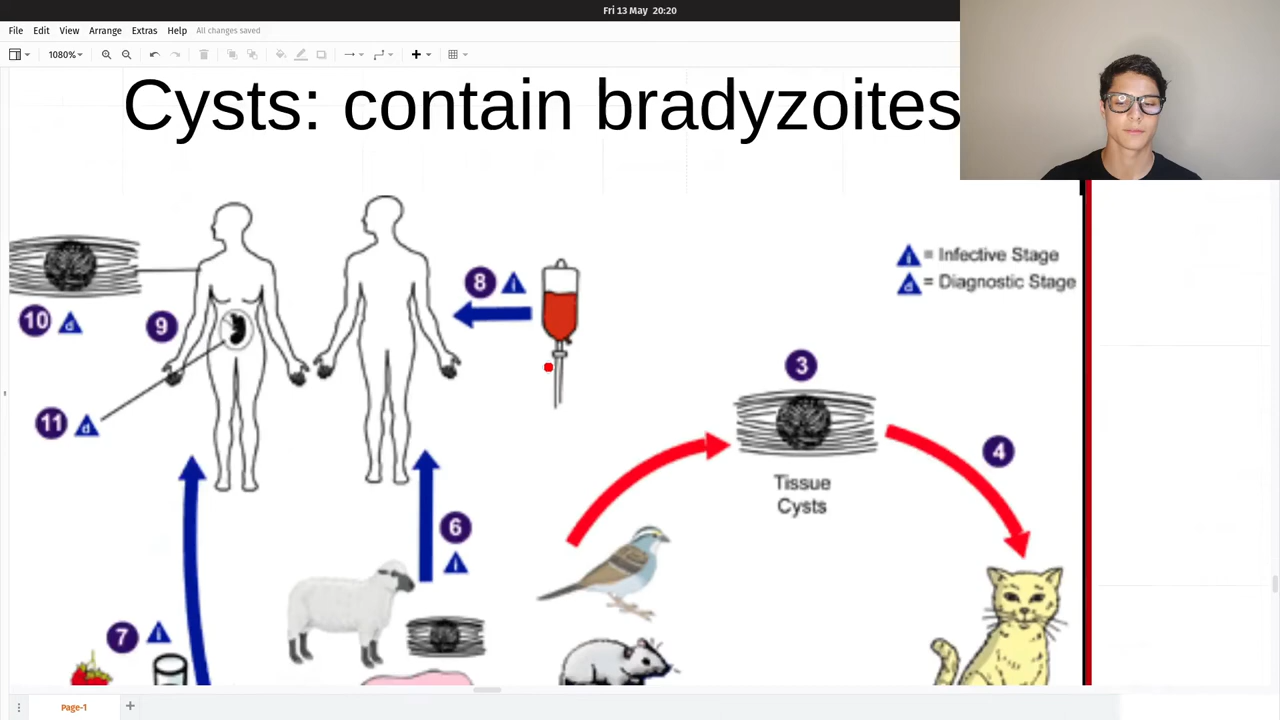 Fri 13 May 20:20
File Edit View Arrange Extras Help All changes saved
1080%
Cysts: contain bradyzoites
i = Infective Stage
d = Diagnostic Stage
8 i
10 d
9
3
11 d
4
Tissue
Cysts
6
i
7 i
Page-1